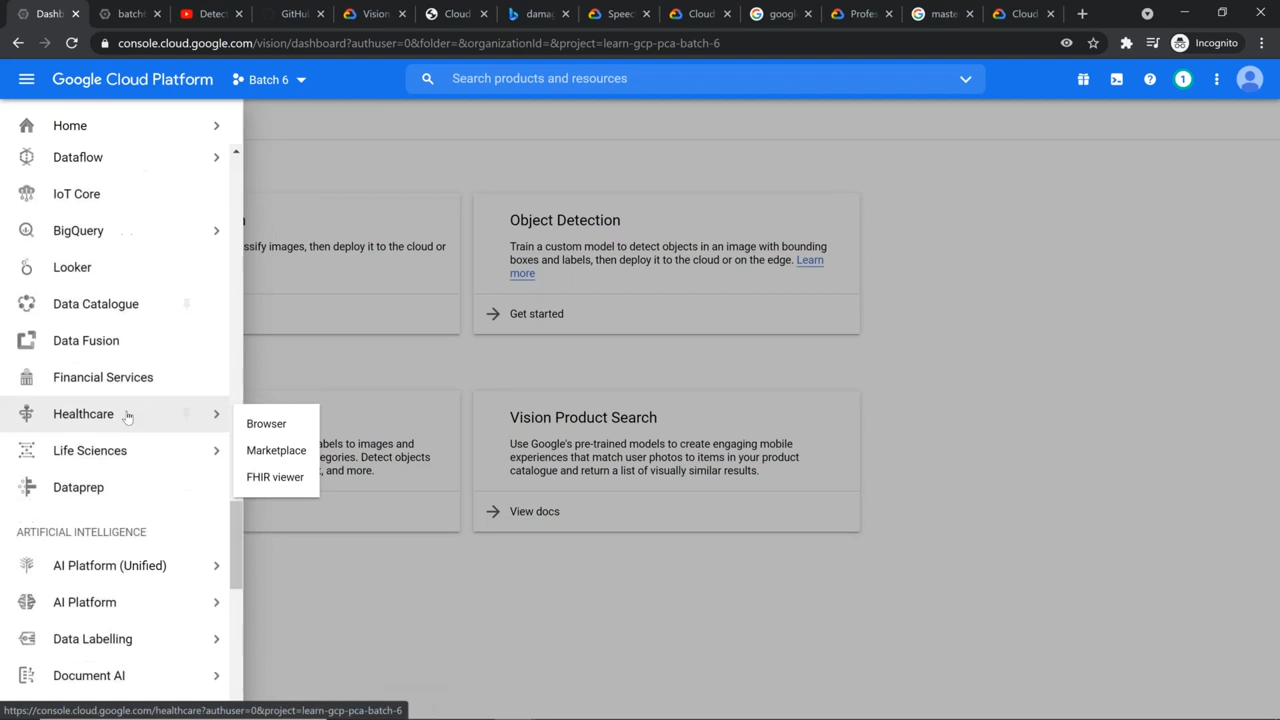 Dashb
batch6
Detect
GitHub
Vision
Cloud
damag
Speec
Cloud
google
Profes
maste
Cloud
console.cloud.google.com/vision/dashboard?authuser=0&folder=&organizationId=&project=learn-gcp-pca-batch-6
Incognito
Google Cloud Platform
Batch 6
Search products and resources
1
Home
Dataflow
IoT Core
BigQuery
Looker
Data Catalogue
Data Fusion
Financial Services
Healthcare
Life Sciences
Dataprep
ARTIFICIAL INTELLIGENCE
AI Platform (Unified)
AI Platform
Data Labelling
Document AI
Browser
Marketplace
FHIR viewer
ssify images, then deploy it to the cloud or
Object Detection
Train a custom model to detect objects in an image with bounding
boxes and labels, then deploy it to the cloud or on the edge. Learn
more
Get started
abels to images and
egories. Detect objects
, and more.
Vision Product Search
Use Google's pre-trained models to create engaging mobile
experiences that match user photos to items in your product
catalogue and return a list of visually similar results.
View docs
https://console.cloud.google.com/healthcare?authuser=0&project=learn-gcp-pca-batch-6